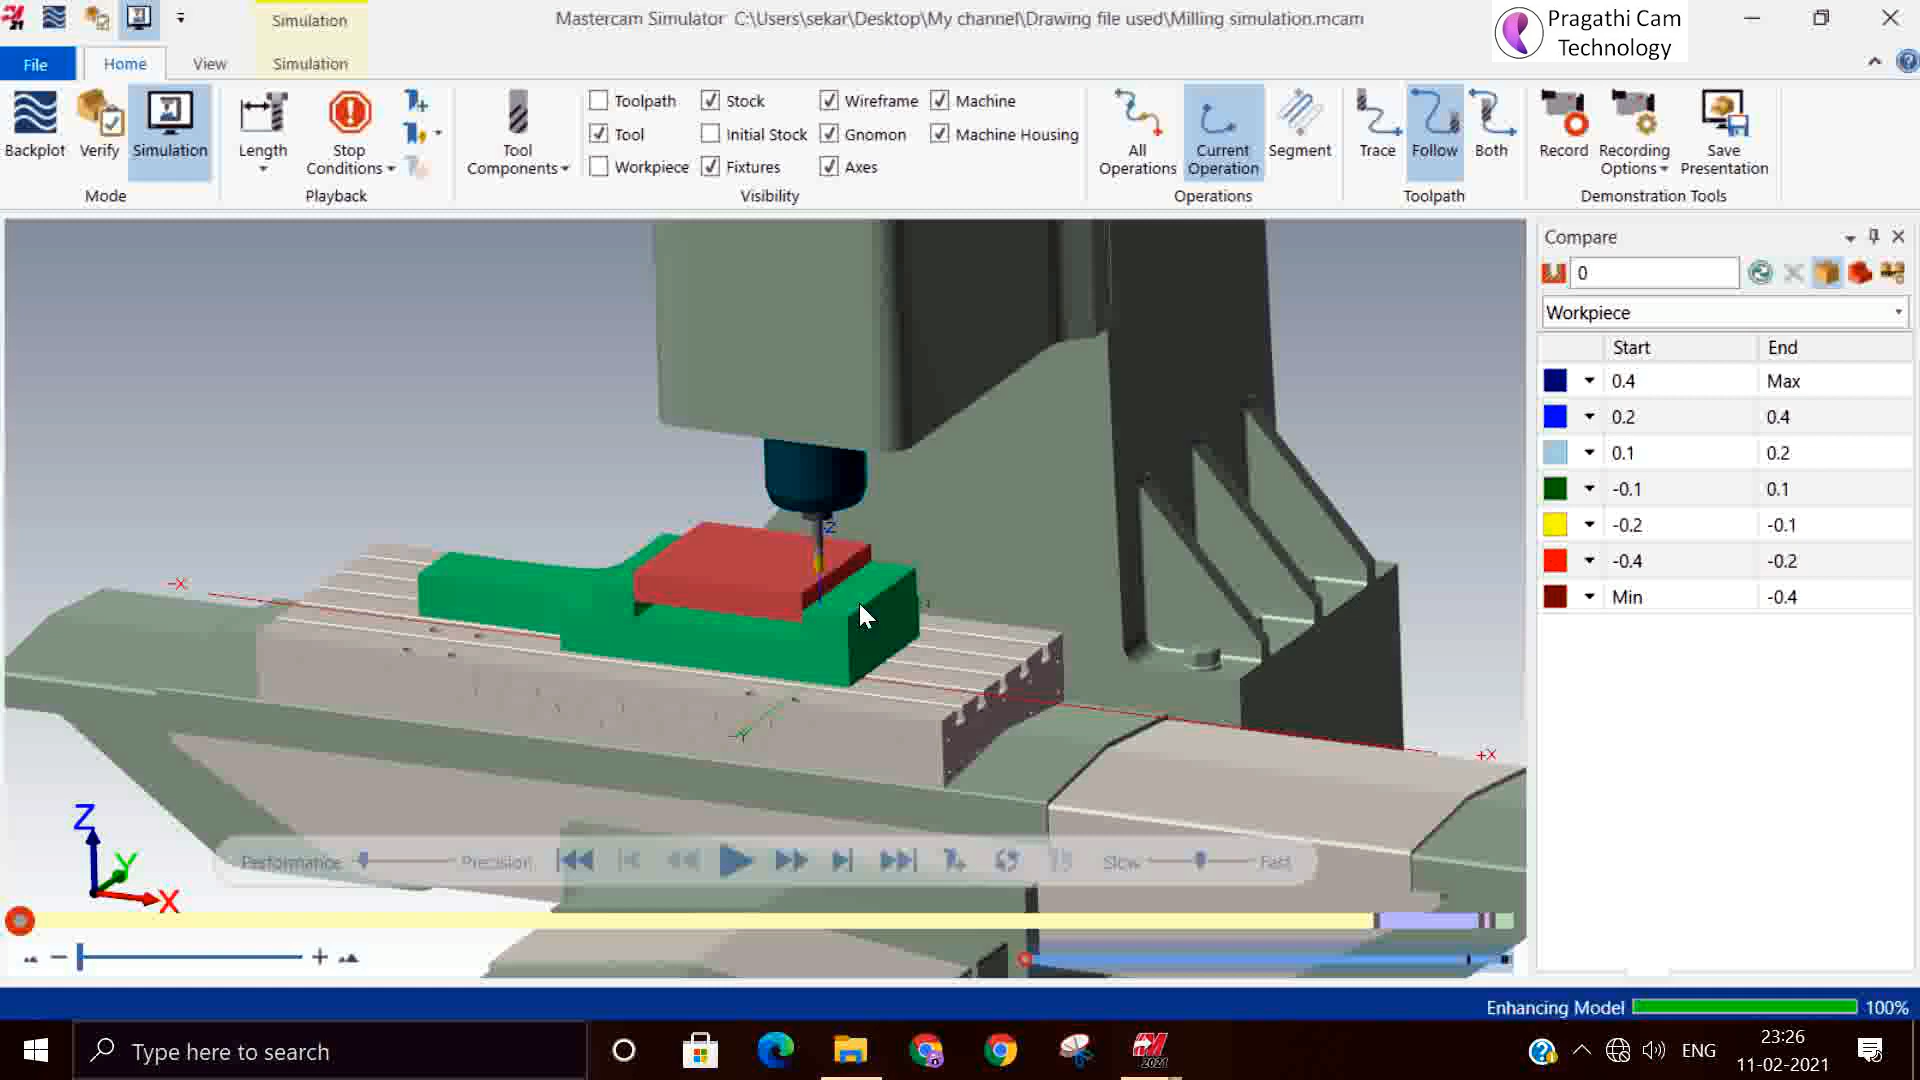 Simulation
Mastercam Simulator C:\Users\sekar\Desktop\My channel\Drawing file used\Milling simulation.mcam
Pragathi Cam
Technology
File
Home
View
Simulation
Backplot
Verify
Simulation
Mode
Length
Stop
Conditions
Playback
Tool
Components
Toolpath
Tool
Workpiece
Stock
Initial Stock
Fixtures
Wireframe
Gnomon
Axes
Machine
Machine Housing
Visibility
All
Operations
Current
Operation
Segment
Operations
Trace
Follow
Both
Toolpath
Record
Recording
Options
Save
Presentation
Demonstration Tools
Compare
0
Workpiece
Start End
0.4 Max
0.2 0.4
0.1 0.2
-0.1 0.1
-0.2 -0.1
-0.4 -0.2
Min -0.4
-X
Z
-Y
+X
Z
Y
X
Performance Precision
Slow Fast
Enhancing Model 100%
Type here to search
2021
ENG
23:26
11-02-2021